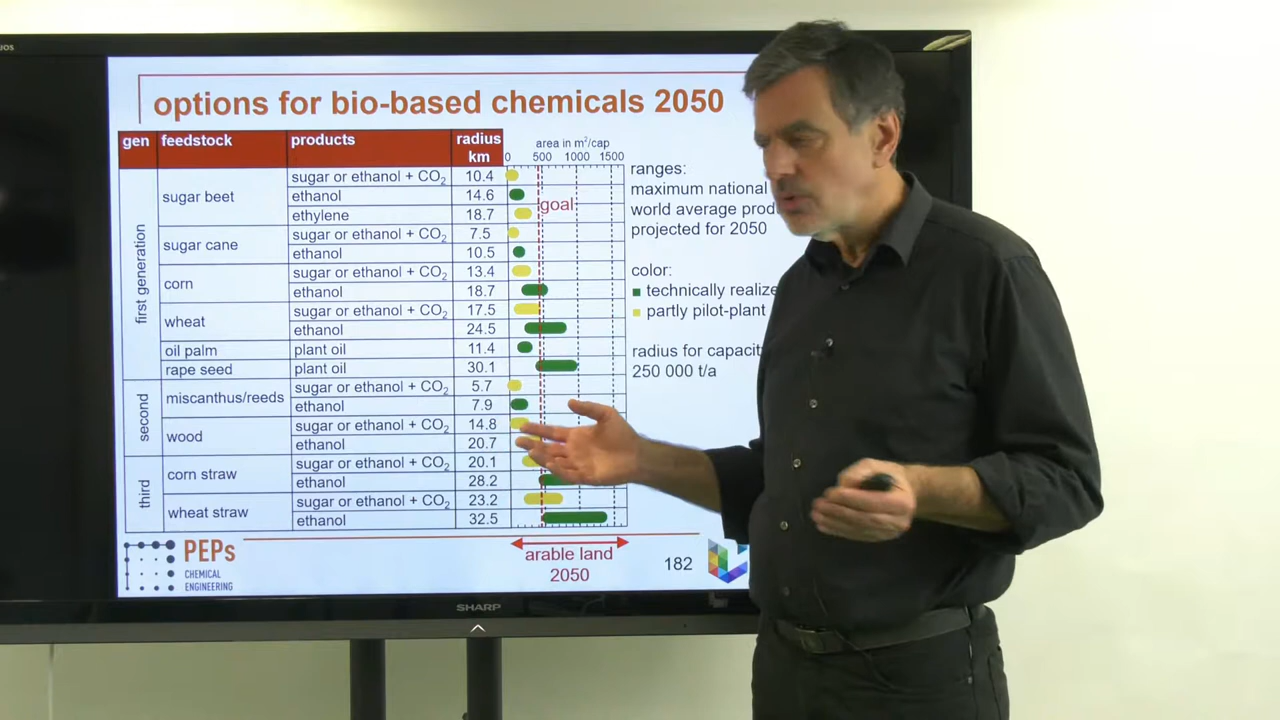 options for bio-based chemicals 2050
gen feedstock products radius km area in m²/cap
0 500 1000 1500
first generation
sugar beet sugar or ethanol + CO₂ 10.4
ethanol 14.6
ethylene 18.7
goal
sugar cane sugar or ethanol + CO₂ 7.5
ethanol 10.5
corn sugar or ethanol + CO₂ 13.4
ethanol 18.7
wheat sugar or ethanol + CO₂ 17.5
ethanol 24.5
oil palm plant oil 11.4
rape seed plant oil 30.1
second
miscanthus/reeds sugar or ethanol + CO₂ 5.7
ethanol 7.9
wood sugar or ethanol + CO₂ 14.8
ethanol 20.7
third
corn straw sugar or ethanol + CO₂ 20.1
ethanol 28.2
wheat straw sugar or ethanol + CO₂ 23.2
ethanol 32.5
ranges:
maximum national
world average
projected for 2050
color:
technically
partly pilot-plant
radius for
250 000 t/a
arable land
2050
PEPs
CHEMICAL
ENGINEERING
182
SHARP